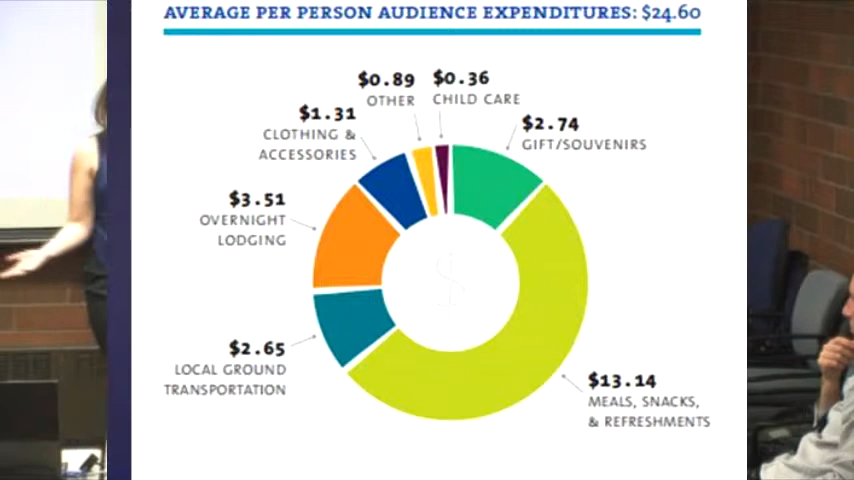 AVERAGE PER PERSON AUDIENCE EXPENDITURES: $24.60
$0.89
OTHER
$0.36
CHILD CARE
$1.31
CLOTHING &
ACCESSORIES
$2.74
GIFT/SOUVENIRS
$3.51
OVERNIGHT
LODGING
$
$2.65
LOCAL GROUND
TRANSPORTATION
$13.14
MEALS, SNACKS,
& REFRESHMENTS